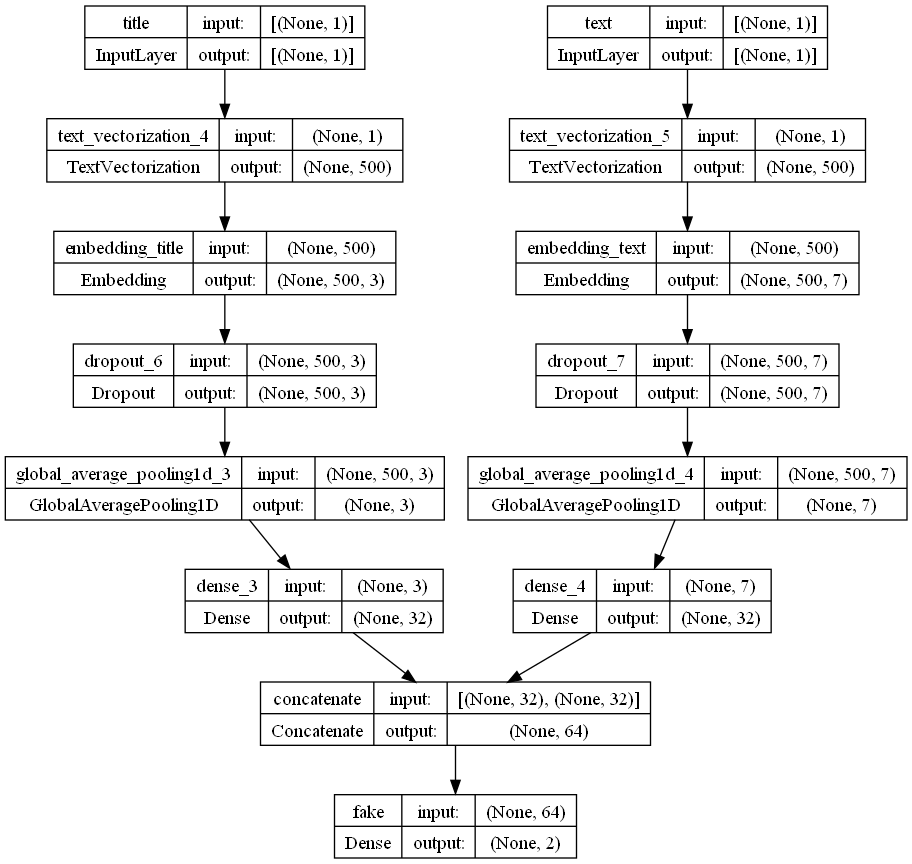 title input: [(None, 1)]
InputLayer output: [(None, 1)]
text input: [(None, 1)]
InputLayer output: [(None, 1)]
text_vectorization_4 input: (None, 1)
TextVectorization output: (None, 500)
text_vectorization_5 input: (None, 1)
TextVectorization output: (None, 500)
embedding_title input: (None, 500)
Embedding output: (None, 500, 3)
embedding_text input: (None, 500)
Embedding output: (None, 500, 7)
dropout_6 input: (None, 500, 3)
Dropout output: (None, 500, 3)
dropout_7 input: (None, 500, 7)
Dropout output: (None, 500, 7)
global_average_pooling1d_3 input: (None, 500, 3)
GlobalAveragePooling1D output: (None, 3)
global_average_pooling1d_4 input: (None, 500, 7)
GlobalAveragePooling1D output: (None, 7)
dense_3 input: (None, 3)
Dense output: (None, 32)
dense_4 input: (None, 7)
Dense output: (None, 32)
concatenate input: [(None, 32), (None, 32)]
Concatenate output: (None, 64)
fake input: (None, 64)
Dense output: (None, 2)